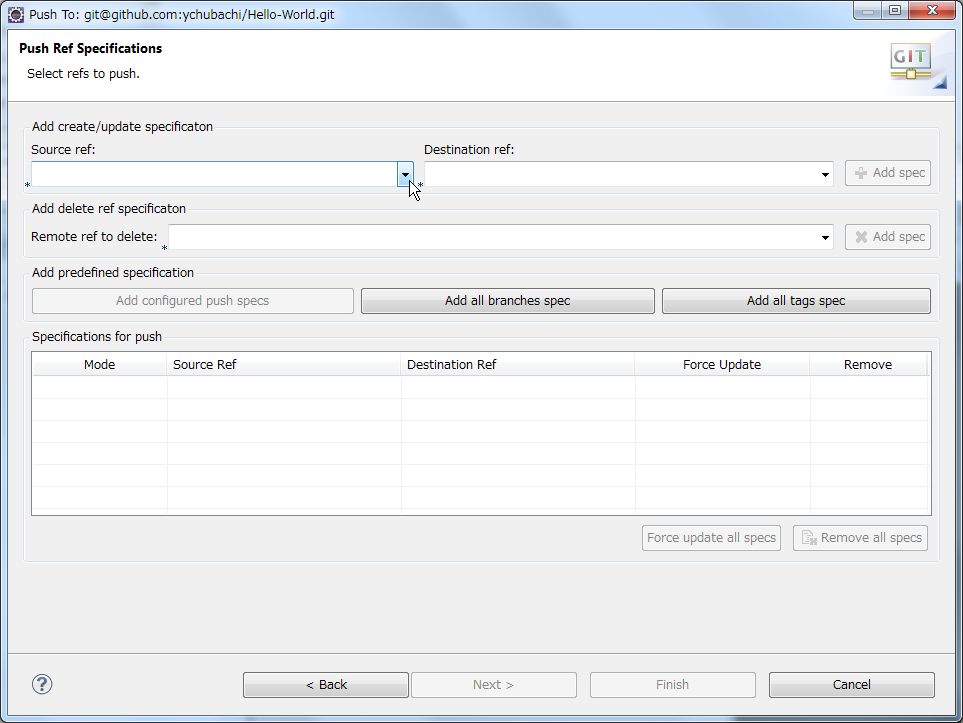 Push To: git@github.com:ychubachi/Hello-World.git
Push Ref Specifications
Select refs to push.
GIT
Add create/update specificaton
Source ref: Destination ref:
* * Add spec
Add delete ref specificaton
Remote ref to delete: * Add spec
Add predefined specification
Add configured push specs Add all branches spec Add all tags spec
Specifications for push
Mode Source Ref Destination Ref Force Update Remove
Force update all specs Remove all specs
? < Back Next > Finish Cancel